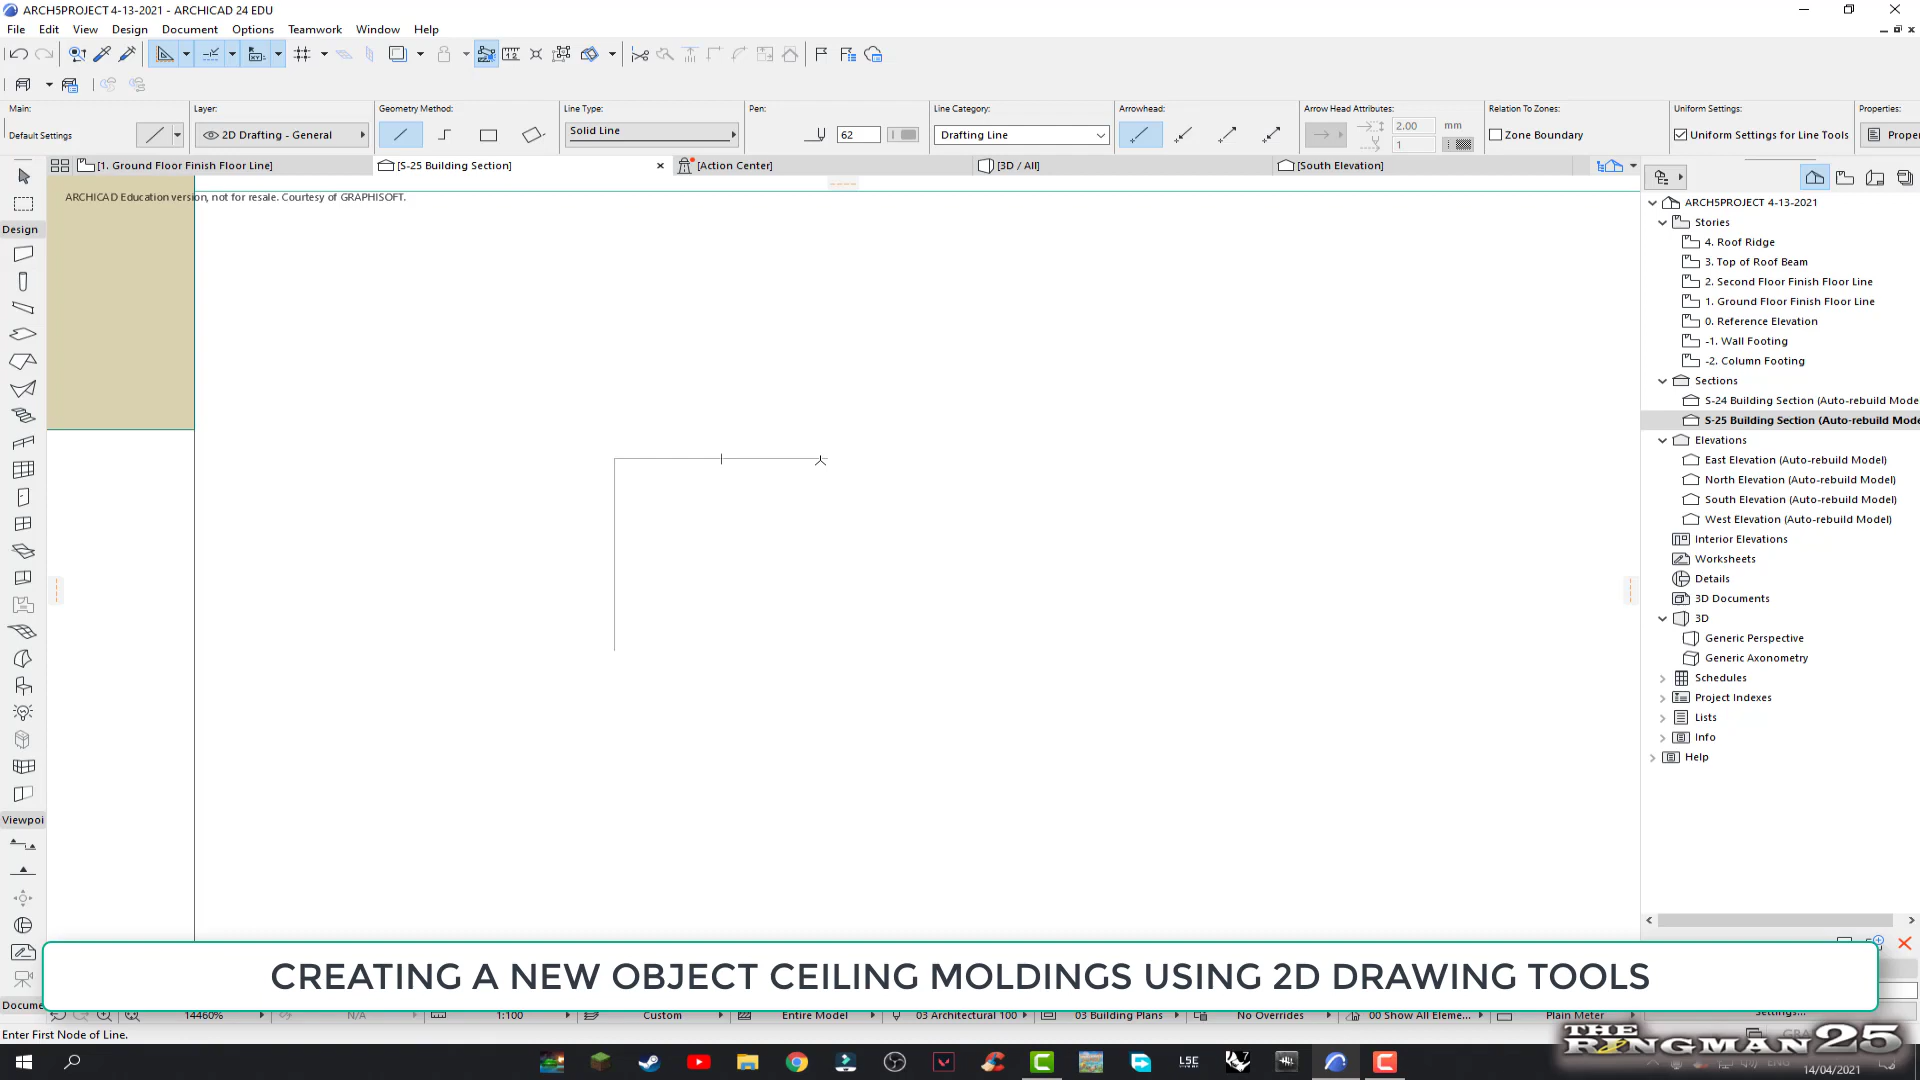 ARCH5PROJECT 4-13-2021 - ARCHICAD 24 EDU
File Edit View Design Document Options Teamwork Window Help
Main: Layer: Geometry Method: Line Type: Pen: Line Category: Arrowhead: Arrow Head Attributes: Relation To Zones: Uniform Settings: Properties:
Default Settings 2D Drafting - General Solid Line 62 Drafting Line 2.00 mm Zone Boundary Uniform Settings for Line Tools Proper
1
[1. Ground Floor Finish Floor Line] [S-25 Building Section] [Action Center] [3D / All] [South Elevation]
ARCHICAD Education version, not for resale. Courtesy of GRAPHISOFT.
Design
Viewpoi
Docume
ARCH5PROJECT 4-13-2021
Stories
4. Roof Ridge
3. Top of Roof Beam
2. Second Floor Finish Floor Line
1. Ground Floor Finish Floor Line
0. Reference Elevation
-1. Wall Footing
-2. Column Footing
Sections
S-24 Building Section (Auto-rebuild Mode
S-25 Building Section (Auto-rebuild Mode
Elevations
East Elevation (Auto-rebuild Model)
North Elevation (Auto-rebuild Model)
South Elevation (Auto-rebuild Model)
West Elevation (Auto-rebuild Model)
Interior Elevations
Worksheets
Details
3D Documents
3D
Generic Perspective
Generic Axonometry
Schedules
Project Indexes
Lists
Info
Help
CREATING A NEW OBJECT CEILING MOLDINGS USING 2D DRAWING TOOLS
14460% N/A 1:100 Custom Entire Model 03 Architectural 100 03 Building Plans No Overrides 00 Show All Eleme... Plain Meter
Settings...
Enter First Node of Line.
THE RINGMAN 25
14/04/2021